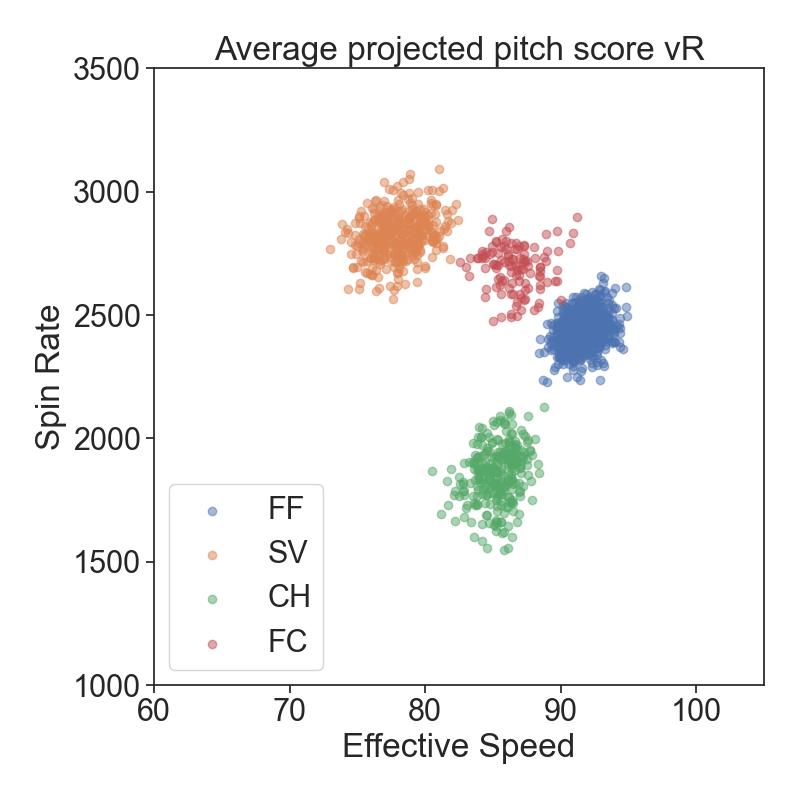 Average projected pitch score vR
3500
3000
2500
2000
1500
1000
Spin Rate
FF
SV
CH
FC
60
70
80
90
100
Effective Speed